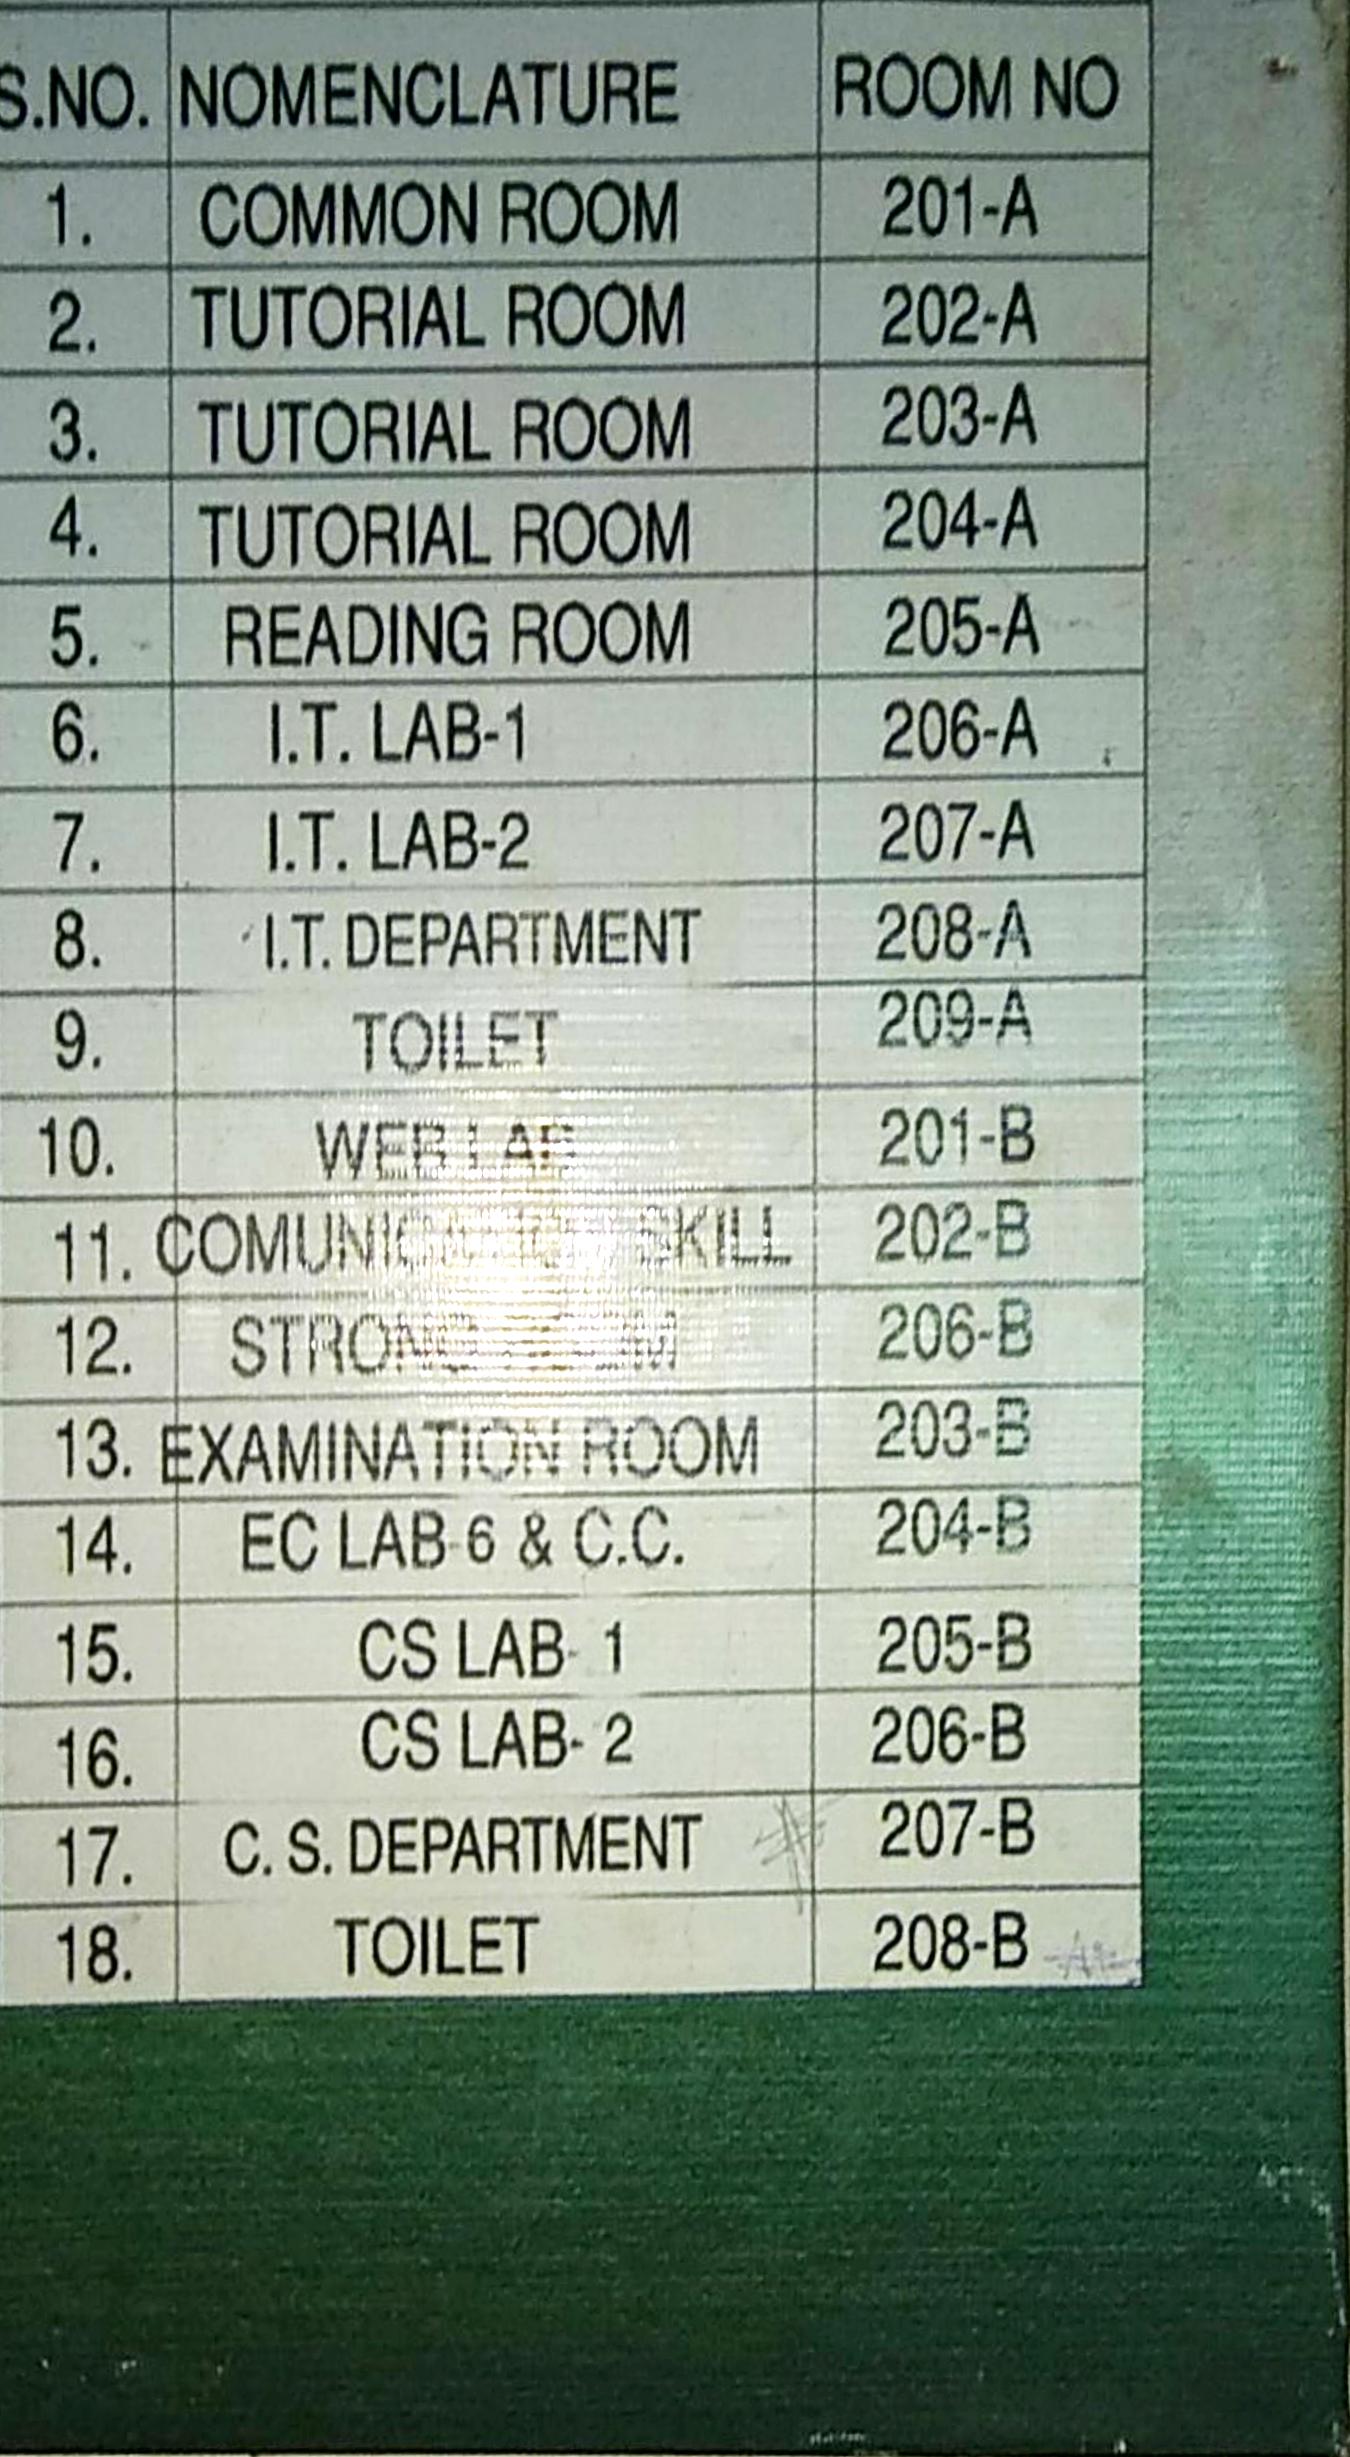 S.NO. NOMENCLATURE ROOM NO
1. COMMON ROOM 201-A
2. TUTORIAL ROOM 202-A
3. TUTORIAL ROOM 203-A
4. TUTORIAL ROOM 204-A
5. READING ROOM 205-A
6. I.T. LAB-1 206-A
7. I.T. LAB-2 207-A
8. I.T. DEPARTMENT 208-A
9. TOILET 209-A
10. WEB LAB 201-B
11. SKILL 202-B
12. STRONG ROOM 206-B
13. EXAMINATION ROOM 203-B
14. EC LAB-6 & C.C. 204-B
15. CS LAB- 1 205-B
16. CS LAB- 2 206-B
17. C. S. DEPARTMENT 207-B
18. TOILET 208-B